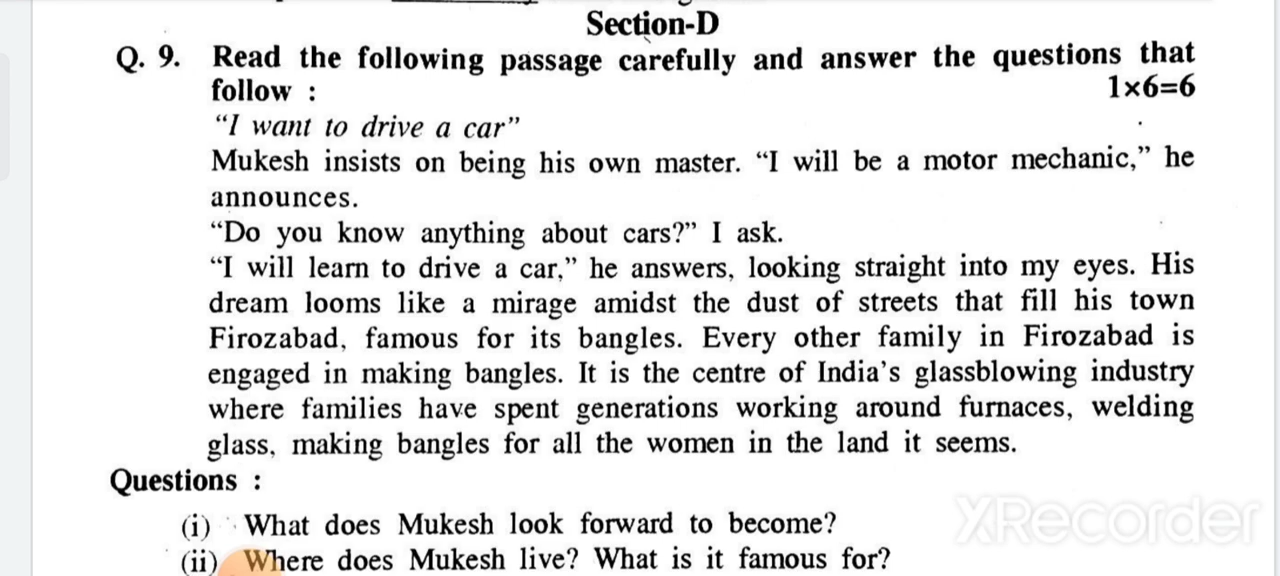 Section-D
Q. 9. Read the following passage carefully and answer the questions that
follow : 1×6=6
“I want to drive a car”
Mukesh insists on being his own master. “I will be a motor mechanic,” he
announces.
“Do you know anything about cars?” I ask.
“I will learn to drive a car,” he answers, looking straight into my eyes. His
dream looms like a mirage amidst the dust of streets that fill his town
Firozabad, famous for its bangles. Every other family in Firozabad is
engaged in making bangles. It is the centre of India’s glassblowing industry
where families have spent generations working around furnaces, welding
glass, making bangles for all the women in the land it seems.
Questions :
(i) What does Mukesh look forward to become?
(ii) Where does Mukesh live? What is it famous for?
XRecorder